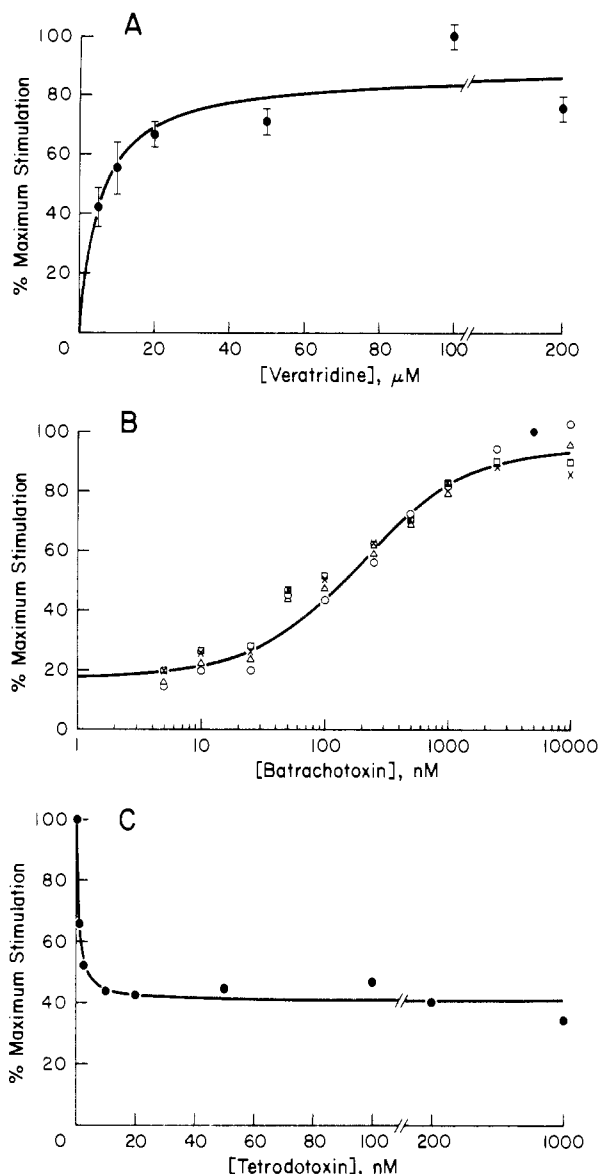 A
% Maximum Stimulation
100
80
60
40
20
0 20 40 60 80 100 200
[Veratridine], μM
B
% Maximum Stimulation
100
80
60
40
20
0
1 10 100 1000 10000
[Batrachotoxin], nM
C
% Maximum Stimulation
100
80
60
40
20
0 20 40 60 80 100 200 1000
[Tetrodotoxin], nM